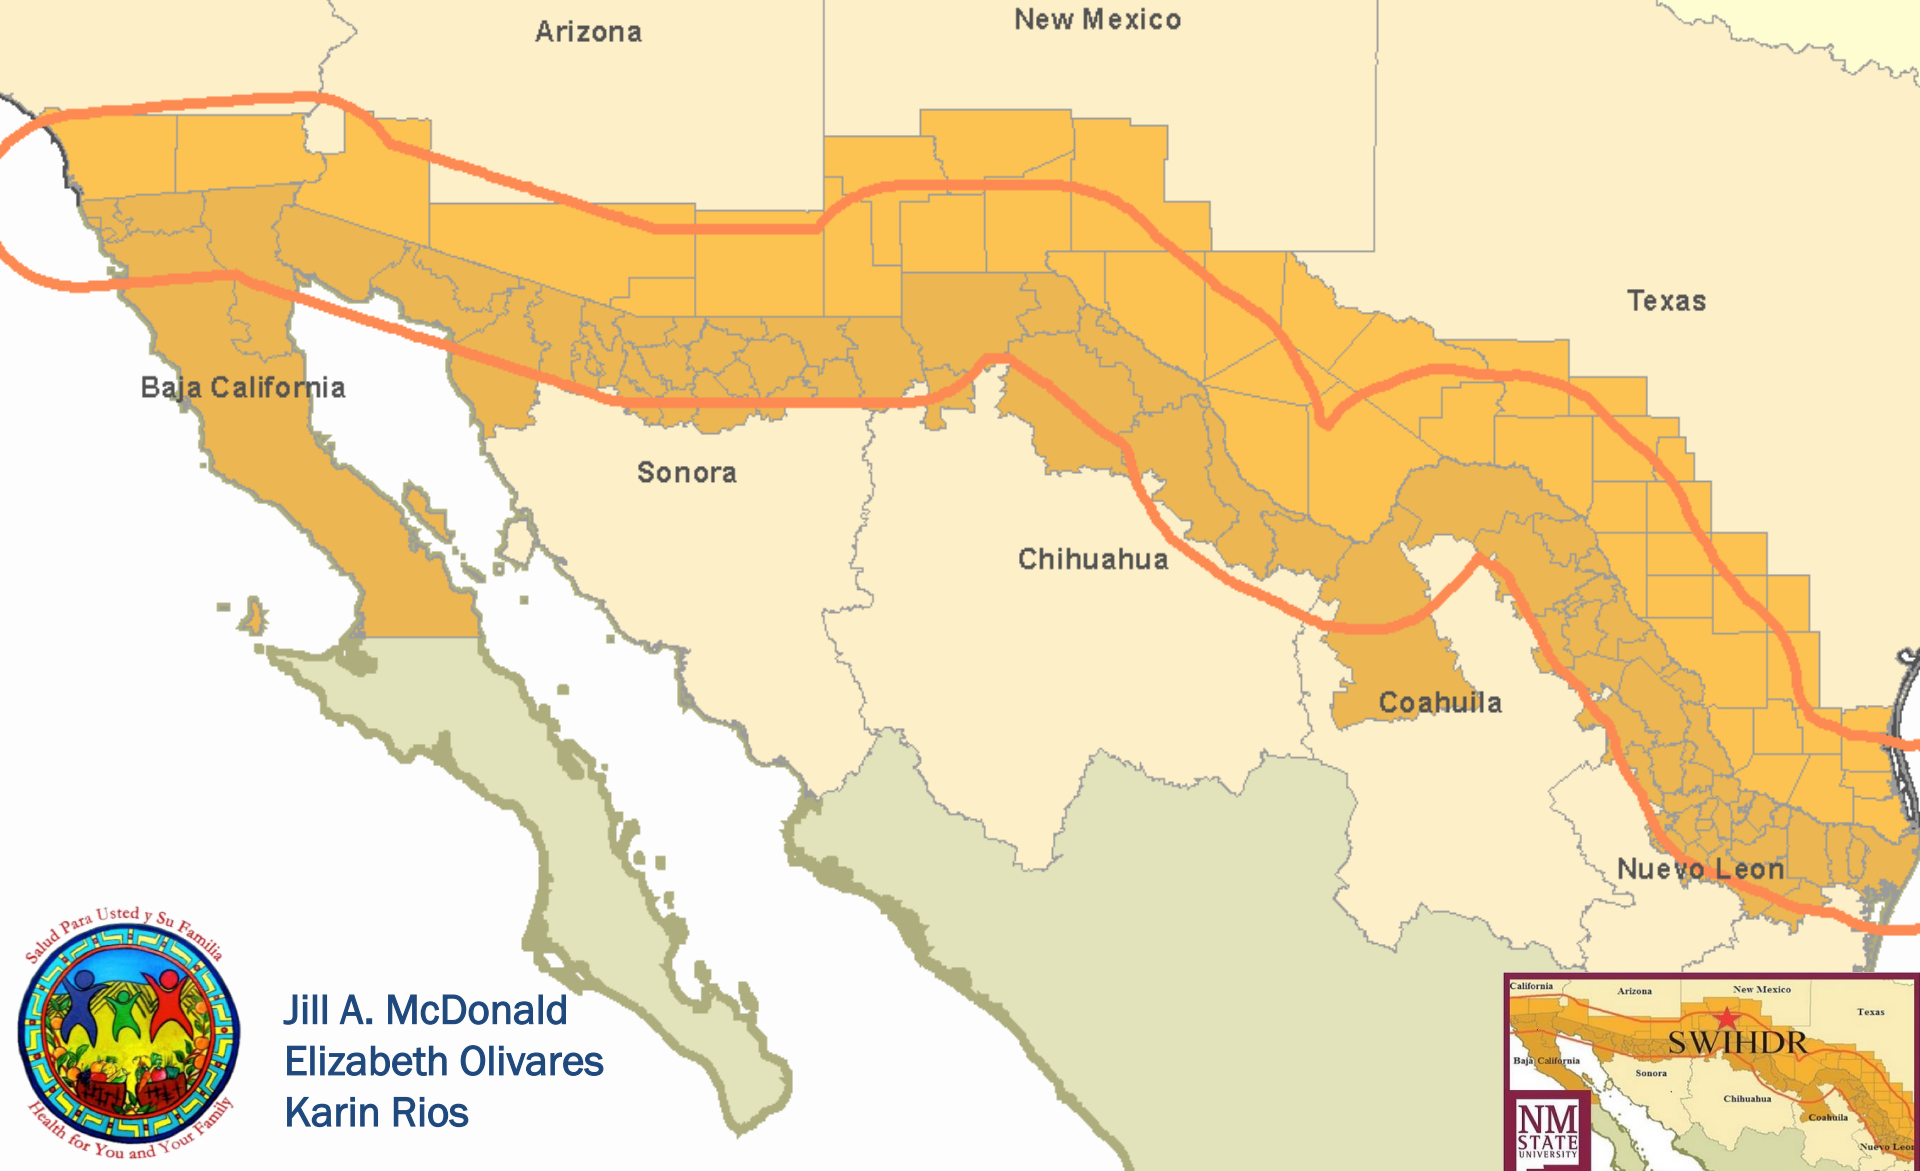 Arizona
New Mexico
Texas
Baja California
Sonora
Chihuahua
Coahuila
Nuevo Leon
Salud Para Usted y Su Familia
Health for You and Your Family
Jill A. McDonald
Elizabeth Olivares
Karin Rios
California
Arizona
New Mexico
Texas
SWIHDR
Baja California
Sonora
Chihuahua
Coahuila
Nuevo Leon
NM
STATE
UNIVERSITY